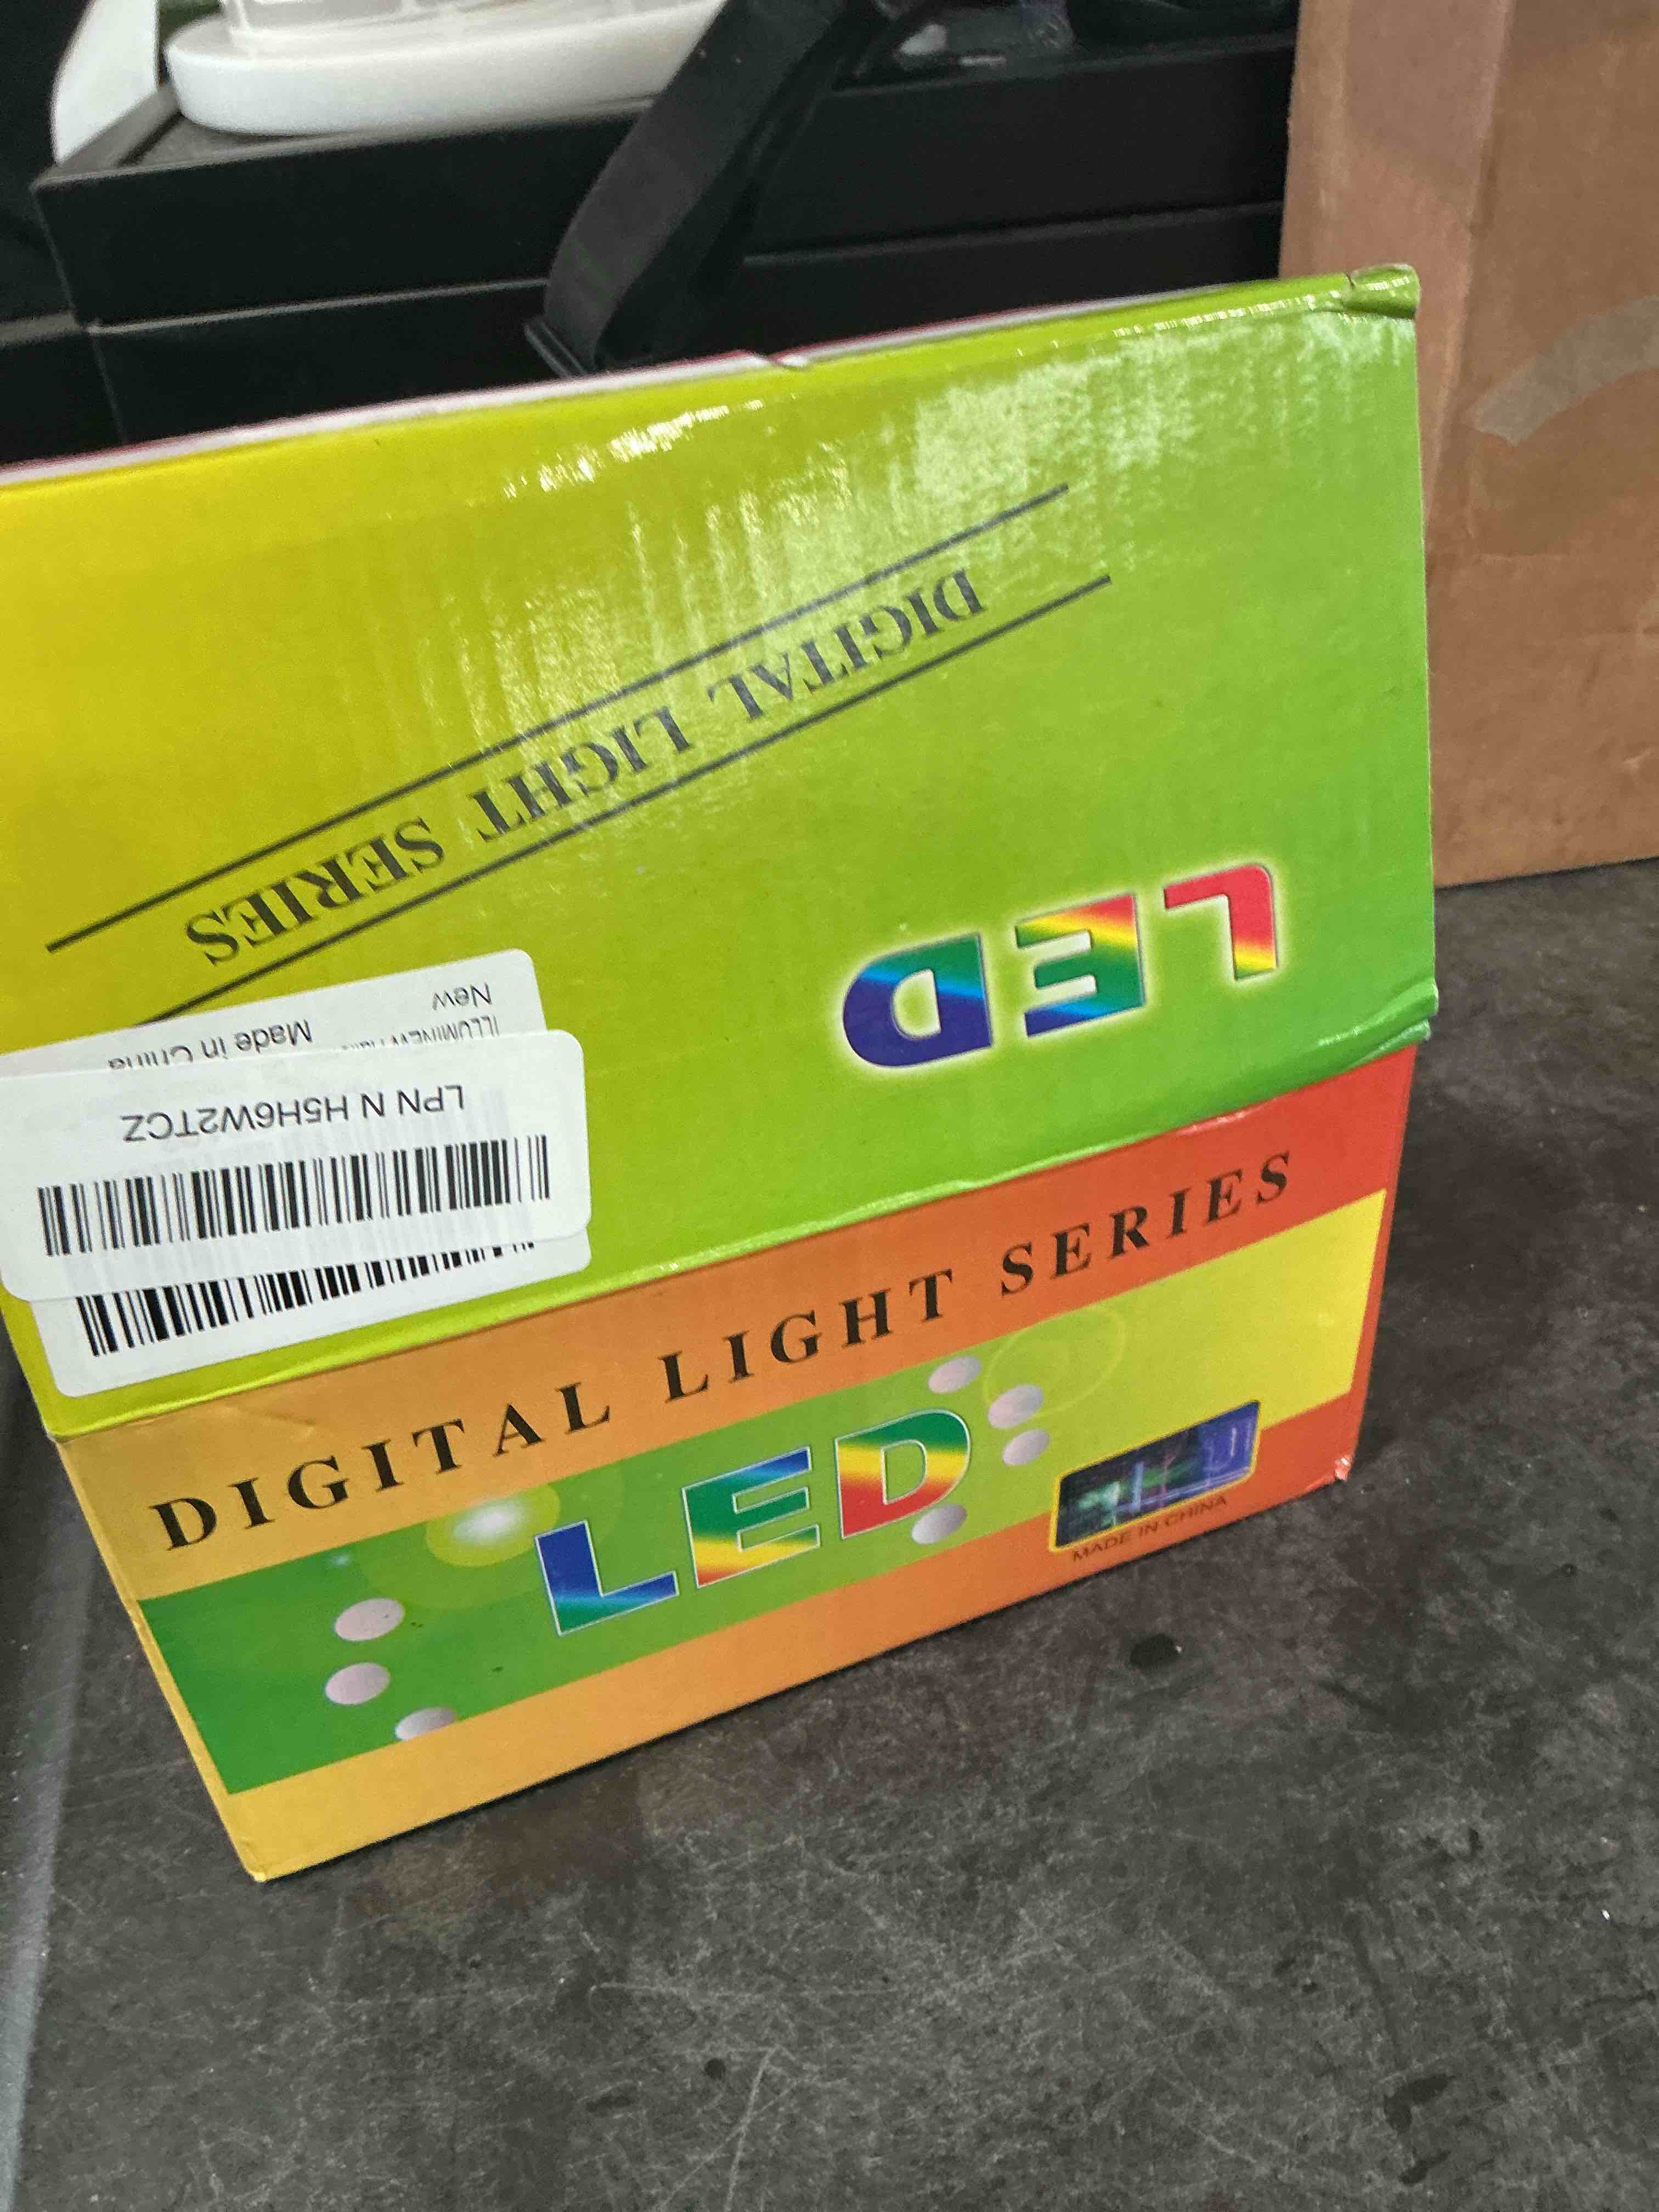 DIGITAL LIGHT SERIES
LED
New
Made in China
LPN N H5H6W2TCZ
DIGITAL LIGHT SERIES
LED
MADE IN CHINA